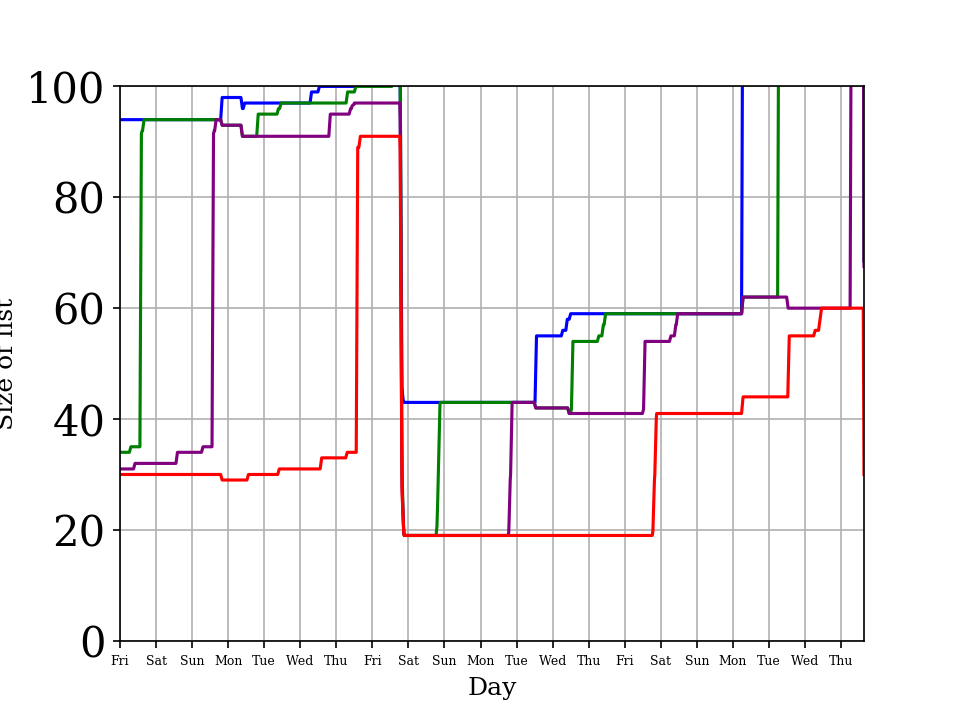 100
80
60
40
20
0
Size of list
Fri Sat Sun Mon Tue Wed Thu Fri Sat Sun Mon Tue Wed Thu Fri Sat Sun Mon Tue Wed Thu
Day